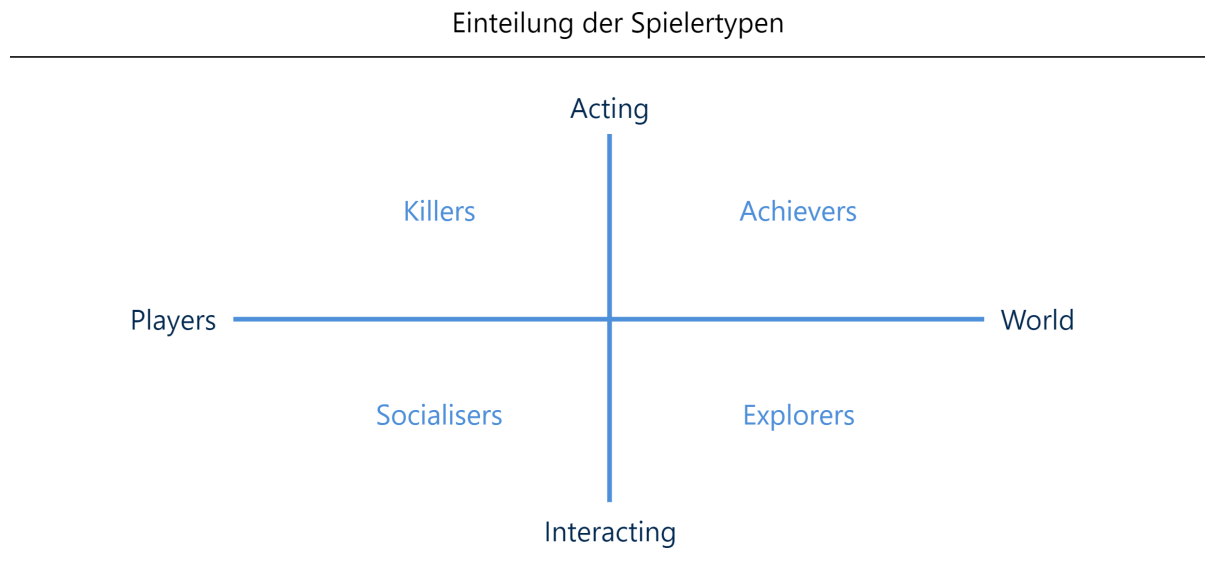 Einteilung der Spielertypen
Acting
Killers
Achievers
Players
World
Socialisers
Explorers
Interacting